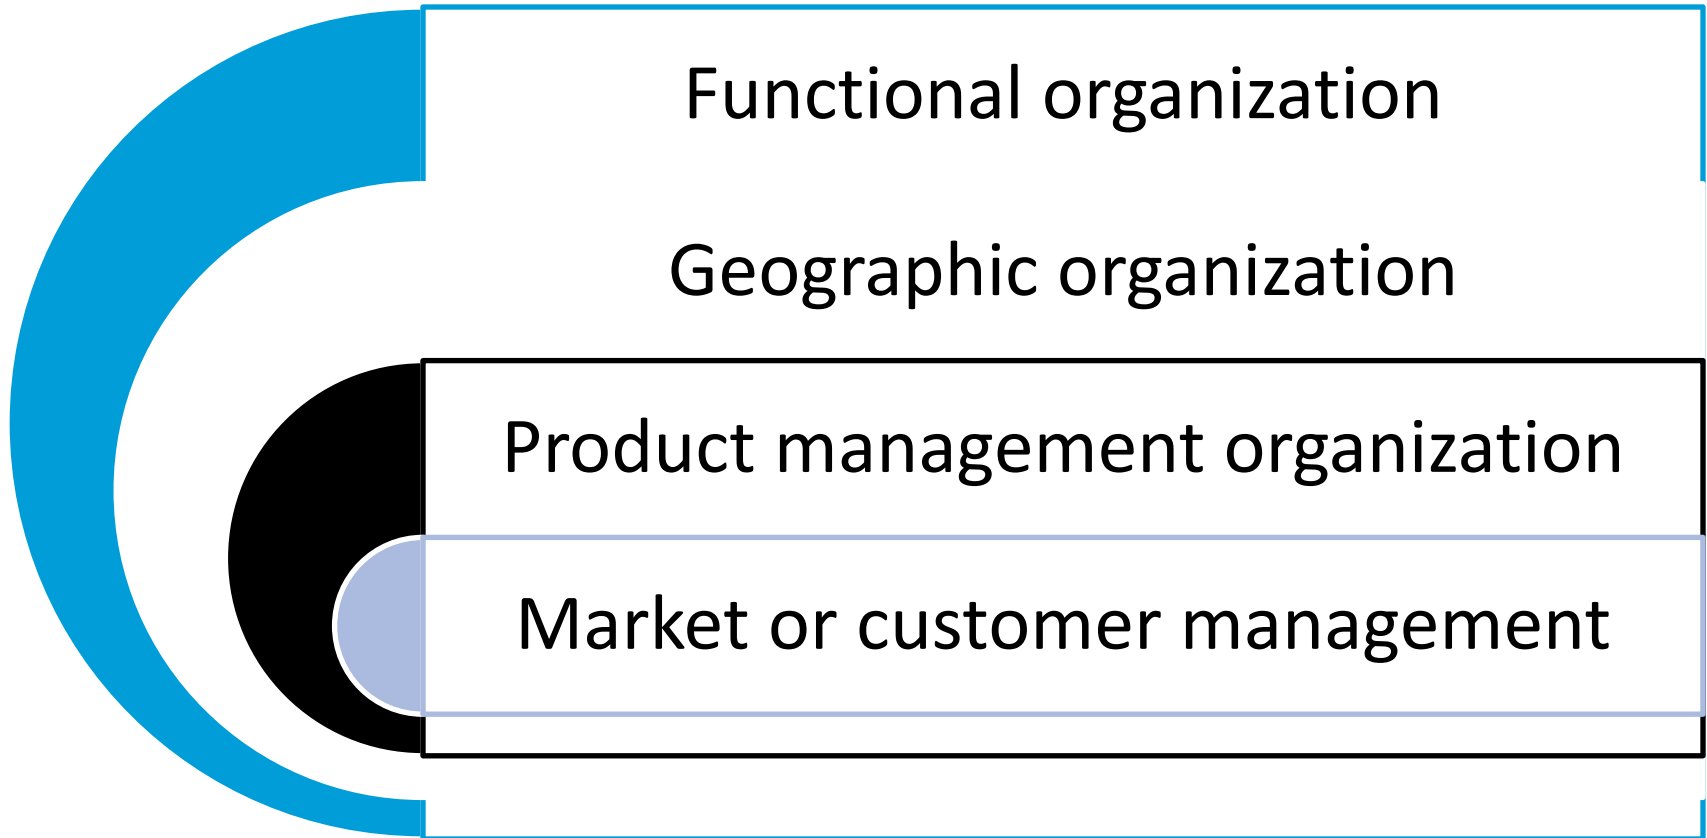 Functional organization
Geographic organization
Product management organization
Market or customer management